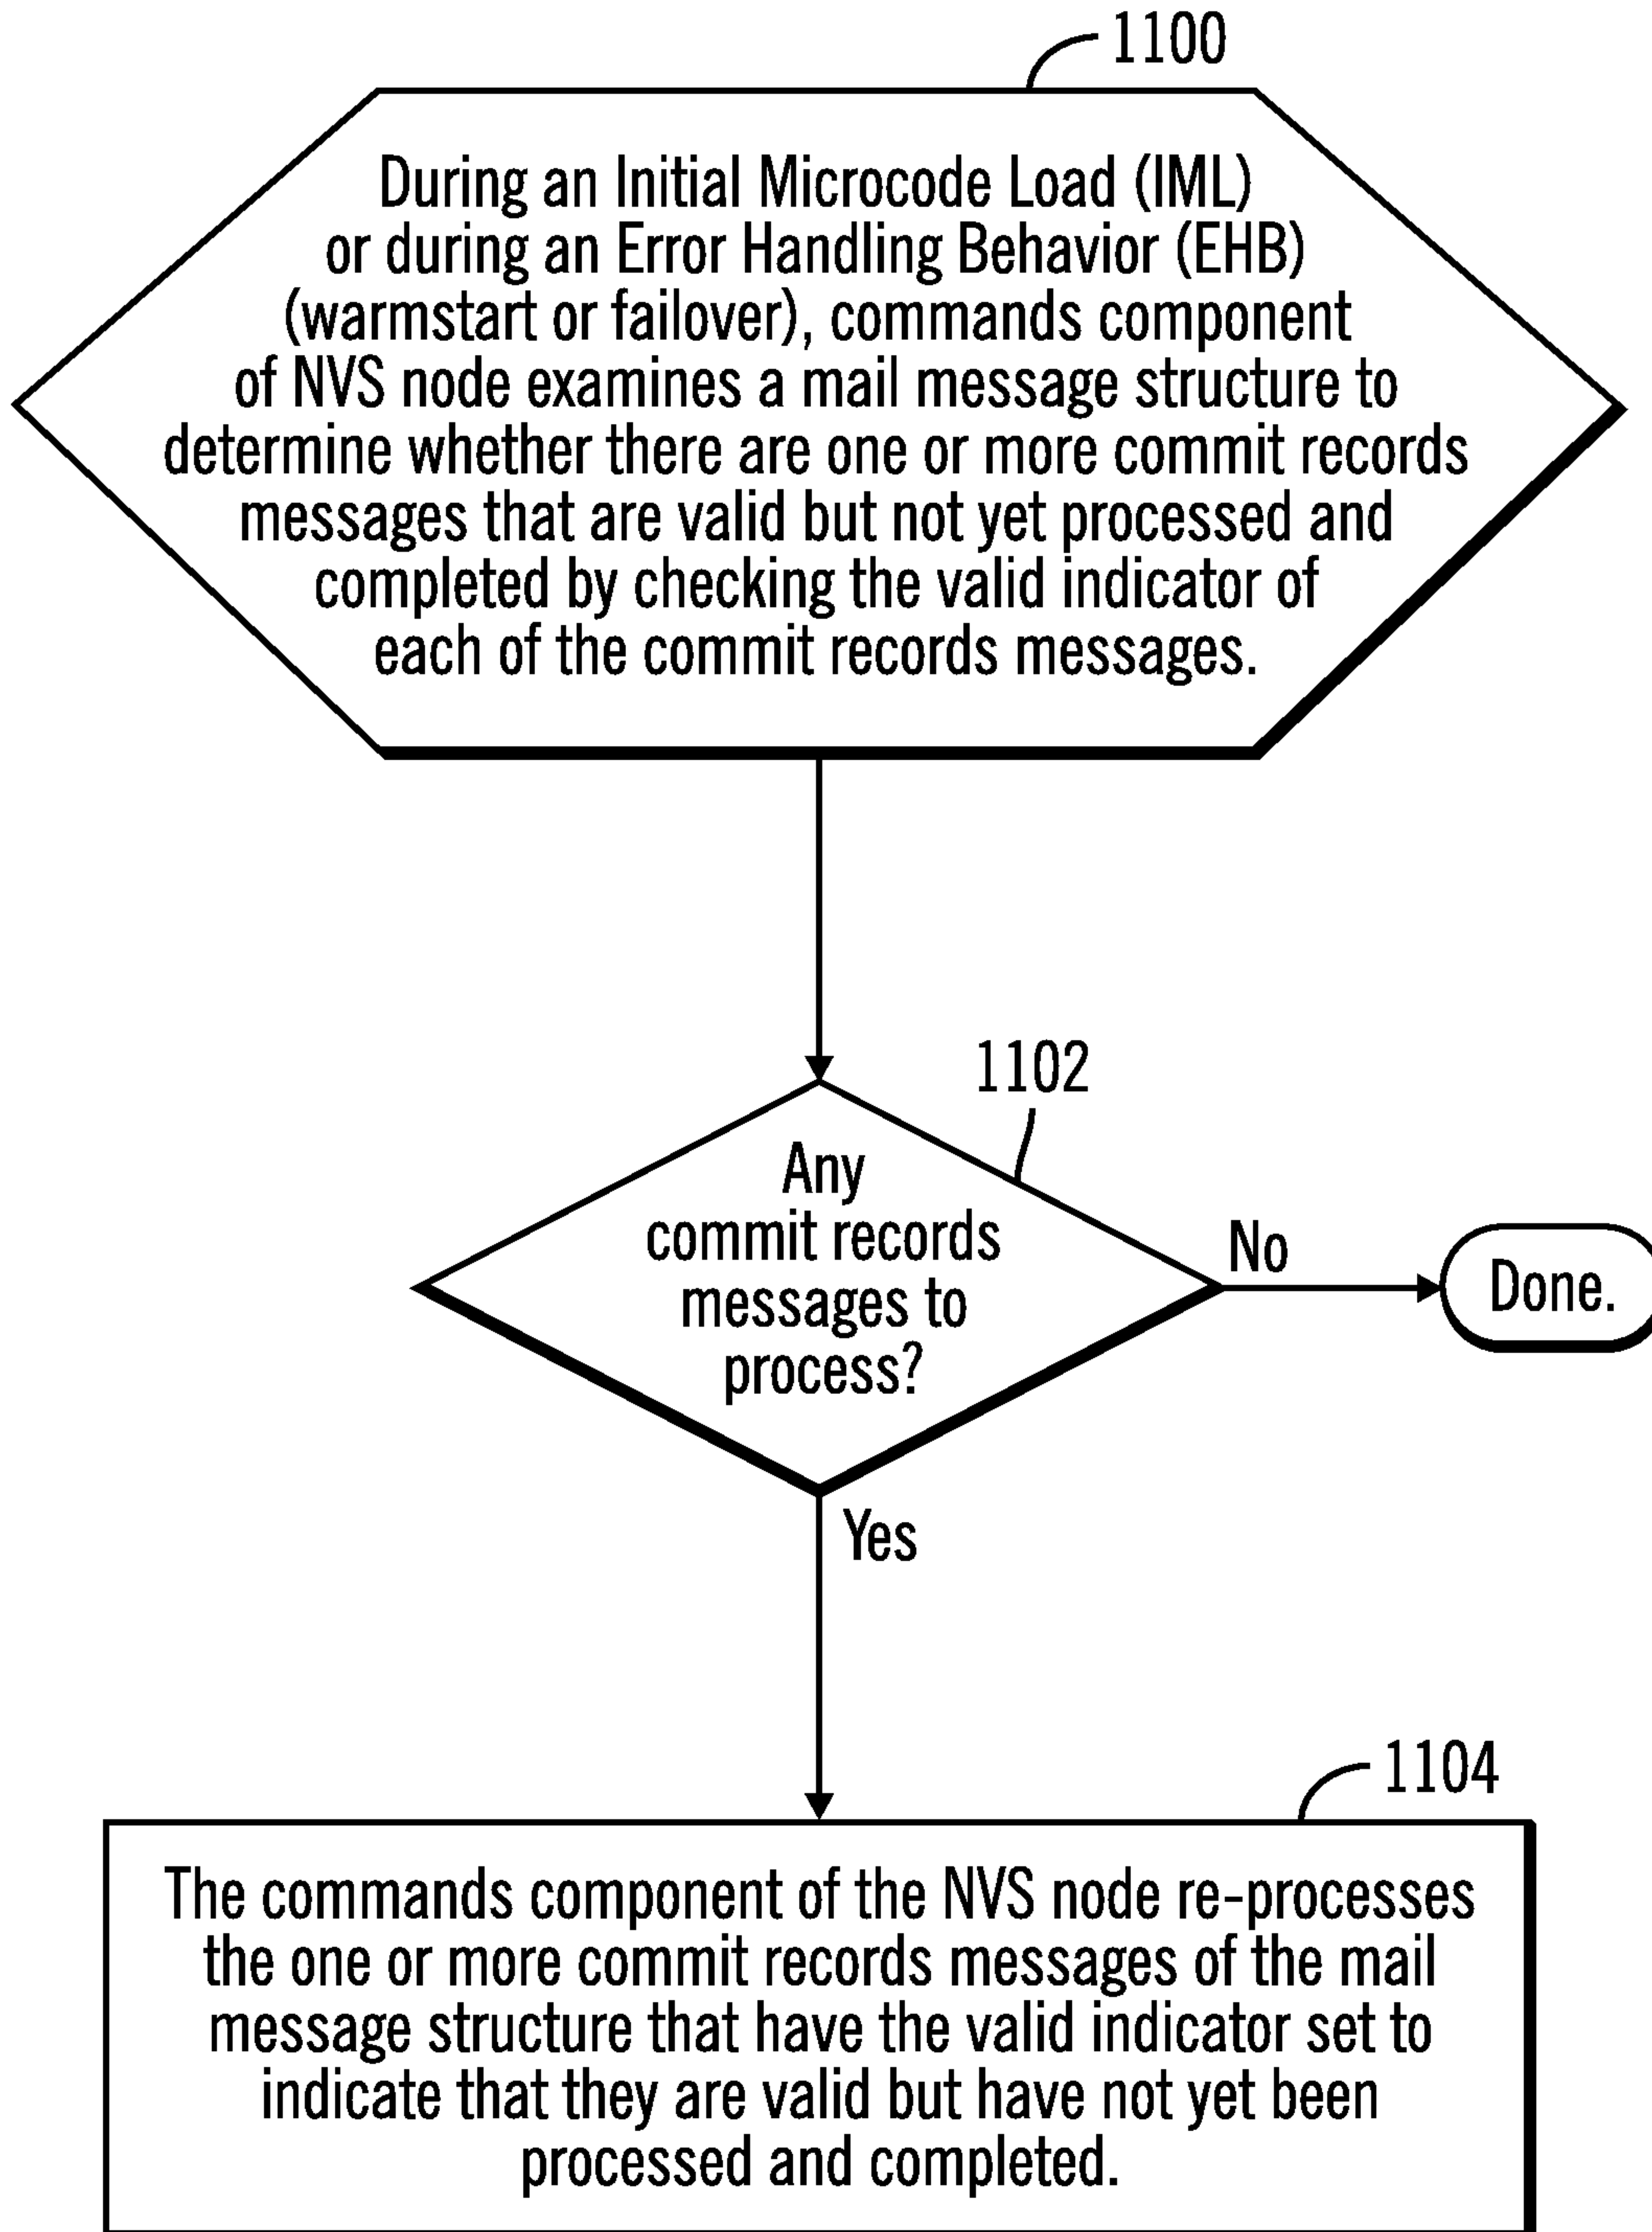 1100
During an Initial Microcode Load (IML)
or during an Error Handling Behavior (EHB)
(warmstart or failover), commands component
of NVS node examines a mail message structure to
determine whether there are one or more commit records
messages that are valid but not yet processed and
completed by checking the valid indicator of
each of the commit records messages.
1102
Any
commit records
messages to
process?
No
Done.
Yes
1104
The commands component of the NVS node re-processes
the one or more commit records messages of the mail
message structure that have the valid indicator set to
indicate that they are valid but have not yet been
processed and completed.